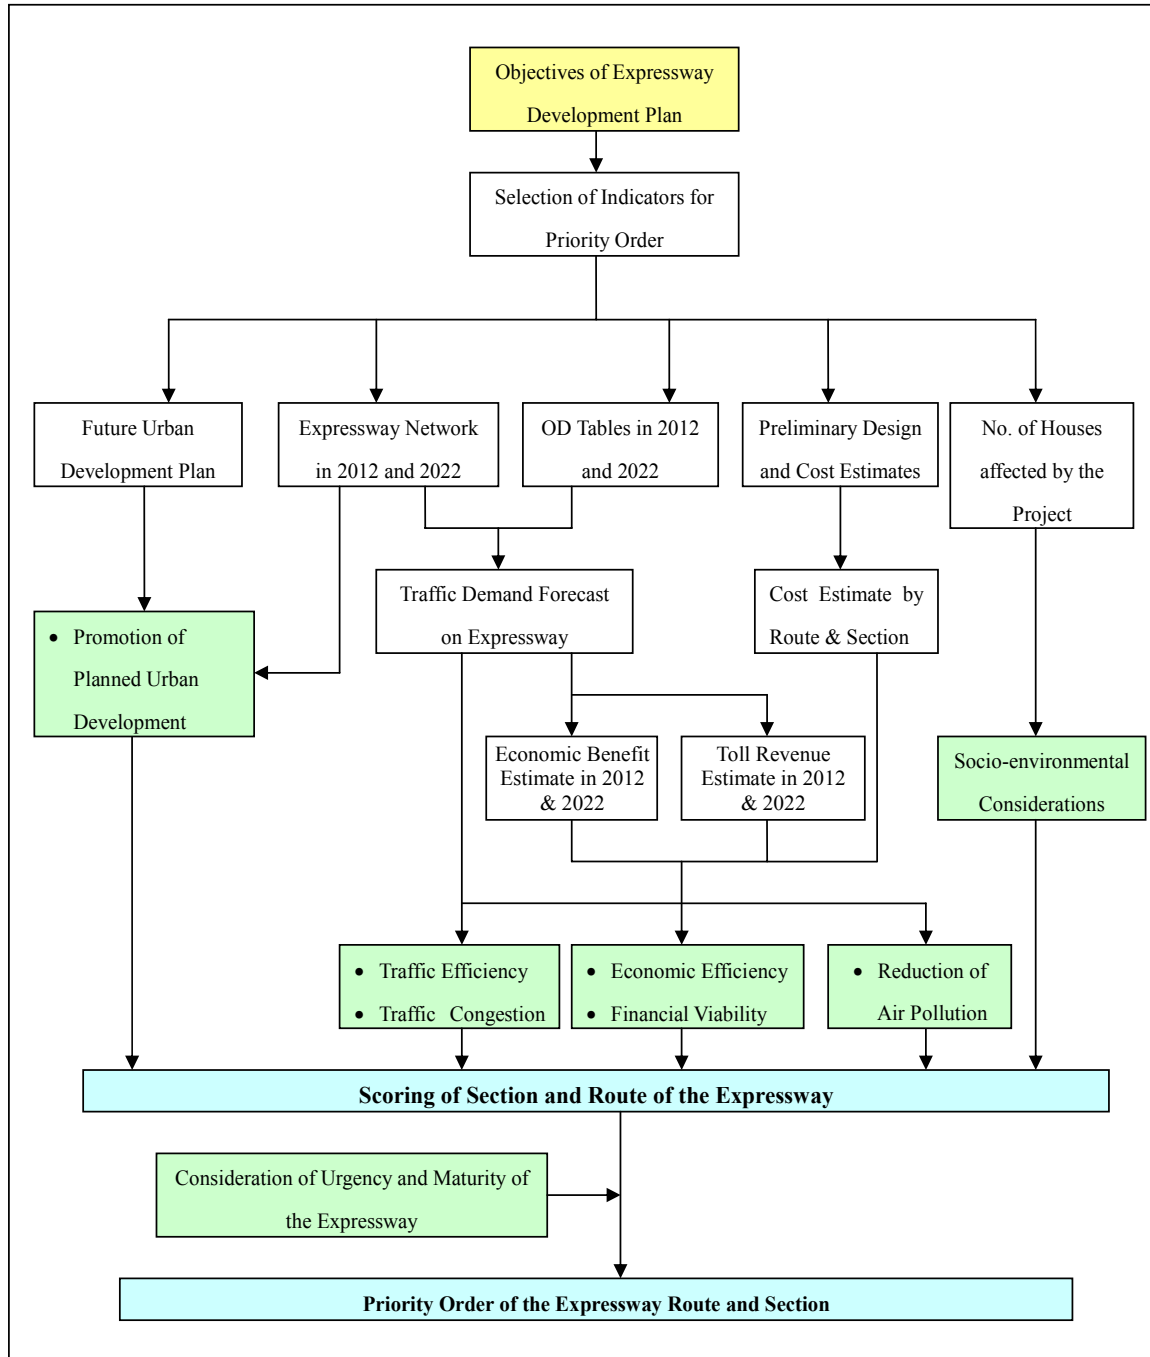 Objectives of Expressway
Development Plan
Selection of Indicators for
Priority Order
Future Urban
Development Plan
Expressway Network
in 2012 and 2022
OD Tables in 2012
and 2022
Preliminary Design
and Cost Estimates
No. of Houses
affected by the
Project
Traffic Demand Forecast
on Expressway
Cost Estimate by
Route & Section
• Promotion of
Planned Urban
Development
Economic Benefit
Estimate in 2012
& 2022
Toll Revenue
Estimate in 2012
& 2022
Socio-environmental
Considerations
• Traffic Efficiency
• Traffic Congestion
• Economic Efficiency
• Financial Viability
• Reduction of
Air Pollution
Scoring of Section and Route of the Expressway
Consideration of Urgency and Maturity of
the Expressway
Priority Order of the Expressway Route and Section